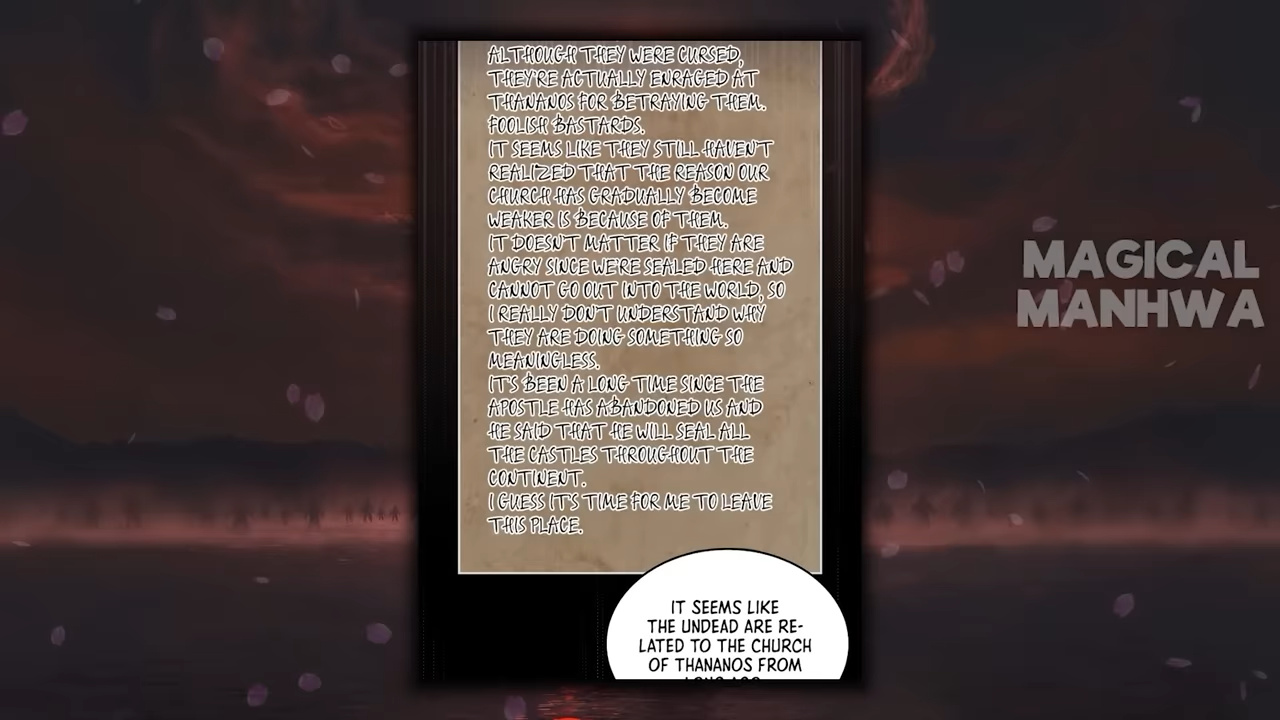 ALTHOUGH THEY WERE CURSED,
THEY'RE ACTUALLY ENRAGED AT
THANANOS FOR BETRAYING THEM.
FOOLISH BASTARDS.
IT SEEMS LIKE THEY STILL HAVEN'T
REALIZED THAT THE REASON OUR
CHURCH HAS GRADUALLY BECOME
WEAKER IS BECAUSE OF THEM.
IT DOESN'T MATTER IF THEY ARE
ANGRY SINCE WE'RE SEALED HERE AND
CANNOT GO OUT INTO THE WORLD, SO
I REALLY DON'T UNDERSTAND WHY
THEY ARE DOING SOMETHING SO
MEANINGLESS.
IT'S BEEN A LONG TIME SINCE THE
APOSTLE HAS ABANDONED US AND
HE SAID THAT HE WILL SEAL ALL
THE CASTLES THROUGHOUT THE
CONTINENT.
I GUESS IT'S TIME FOR ME TO LEAVE
THIS PLACE.
IT SEEMS LIKE
THE UNDEAD ARE RE-
LATED TO THE CHURCH
OF THANANOS FROM
MAGICAL
MANHWA